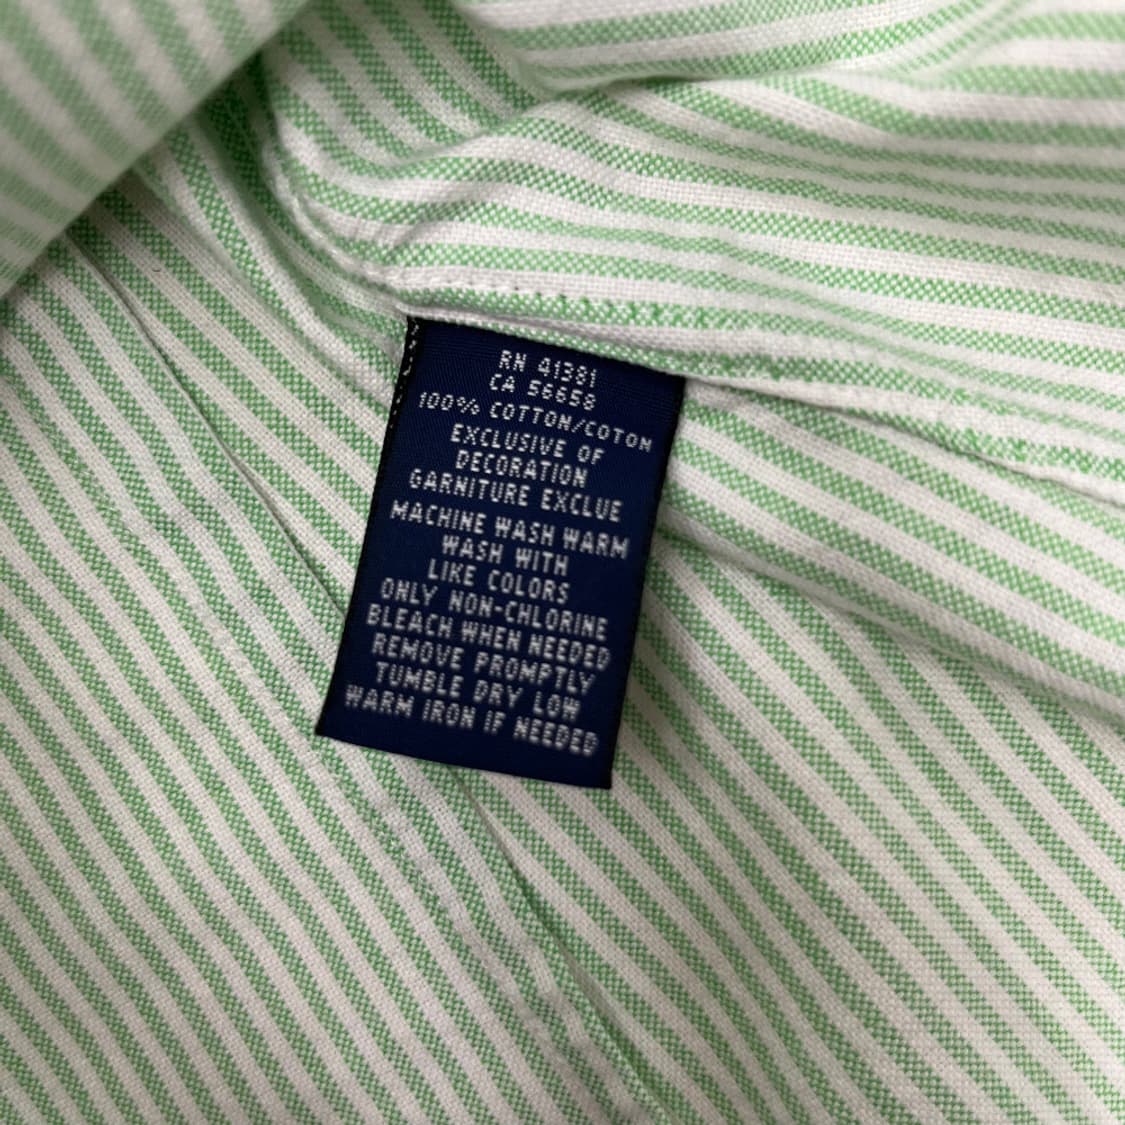 RN 41381
CA 56658
100% COTTON/COTON
EXCLUSIVE OF
DECORATION
GARNITURE EXCLUE
MACHINE WASH WARM
WASH WITH
LIKE COLORS
ONLY NON-CHLORINE
BLEACH WHEN NEEDED
REMOVE PROMPTLY
TUMBLE DRY LOW
WARM IRON IF NEEDED